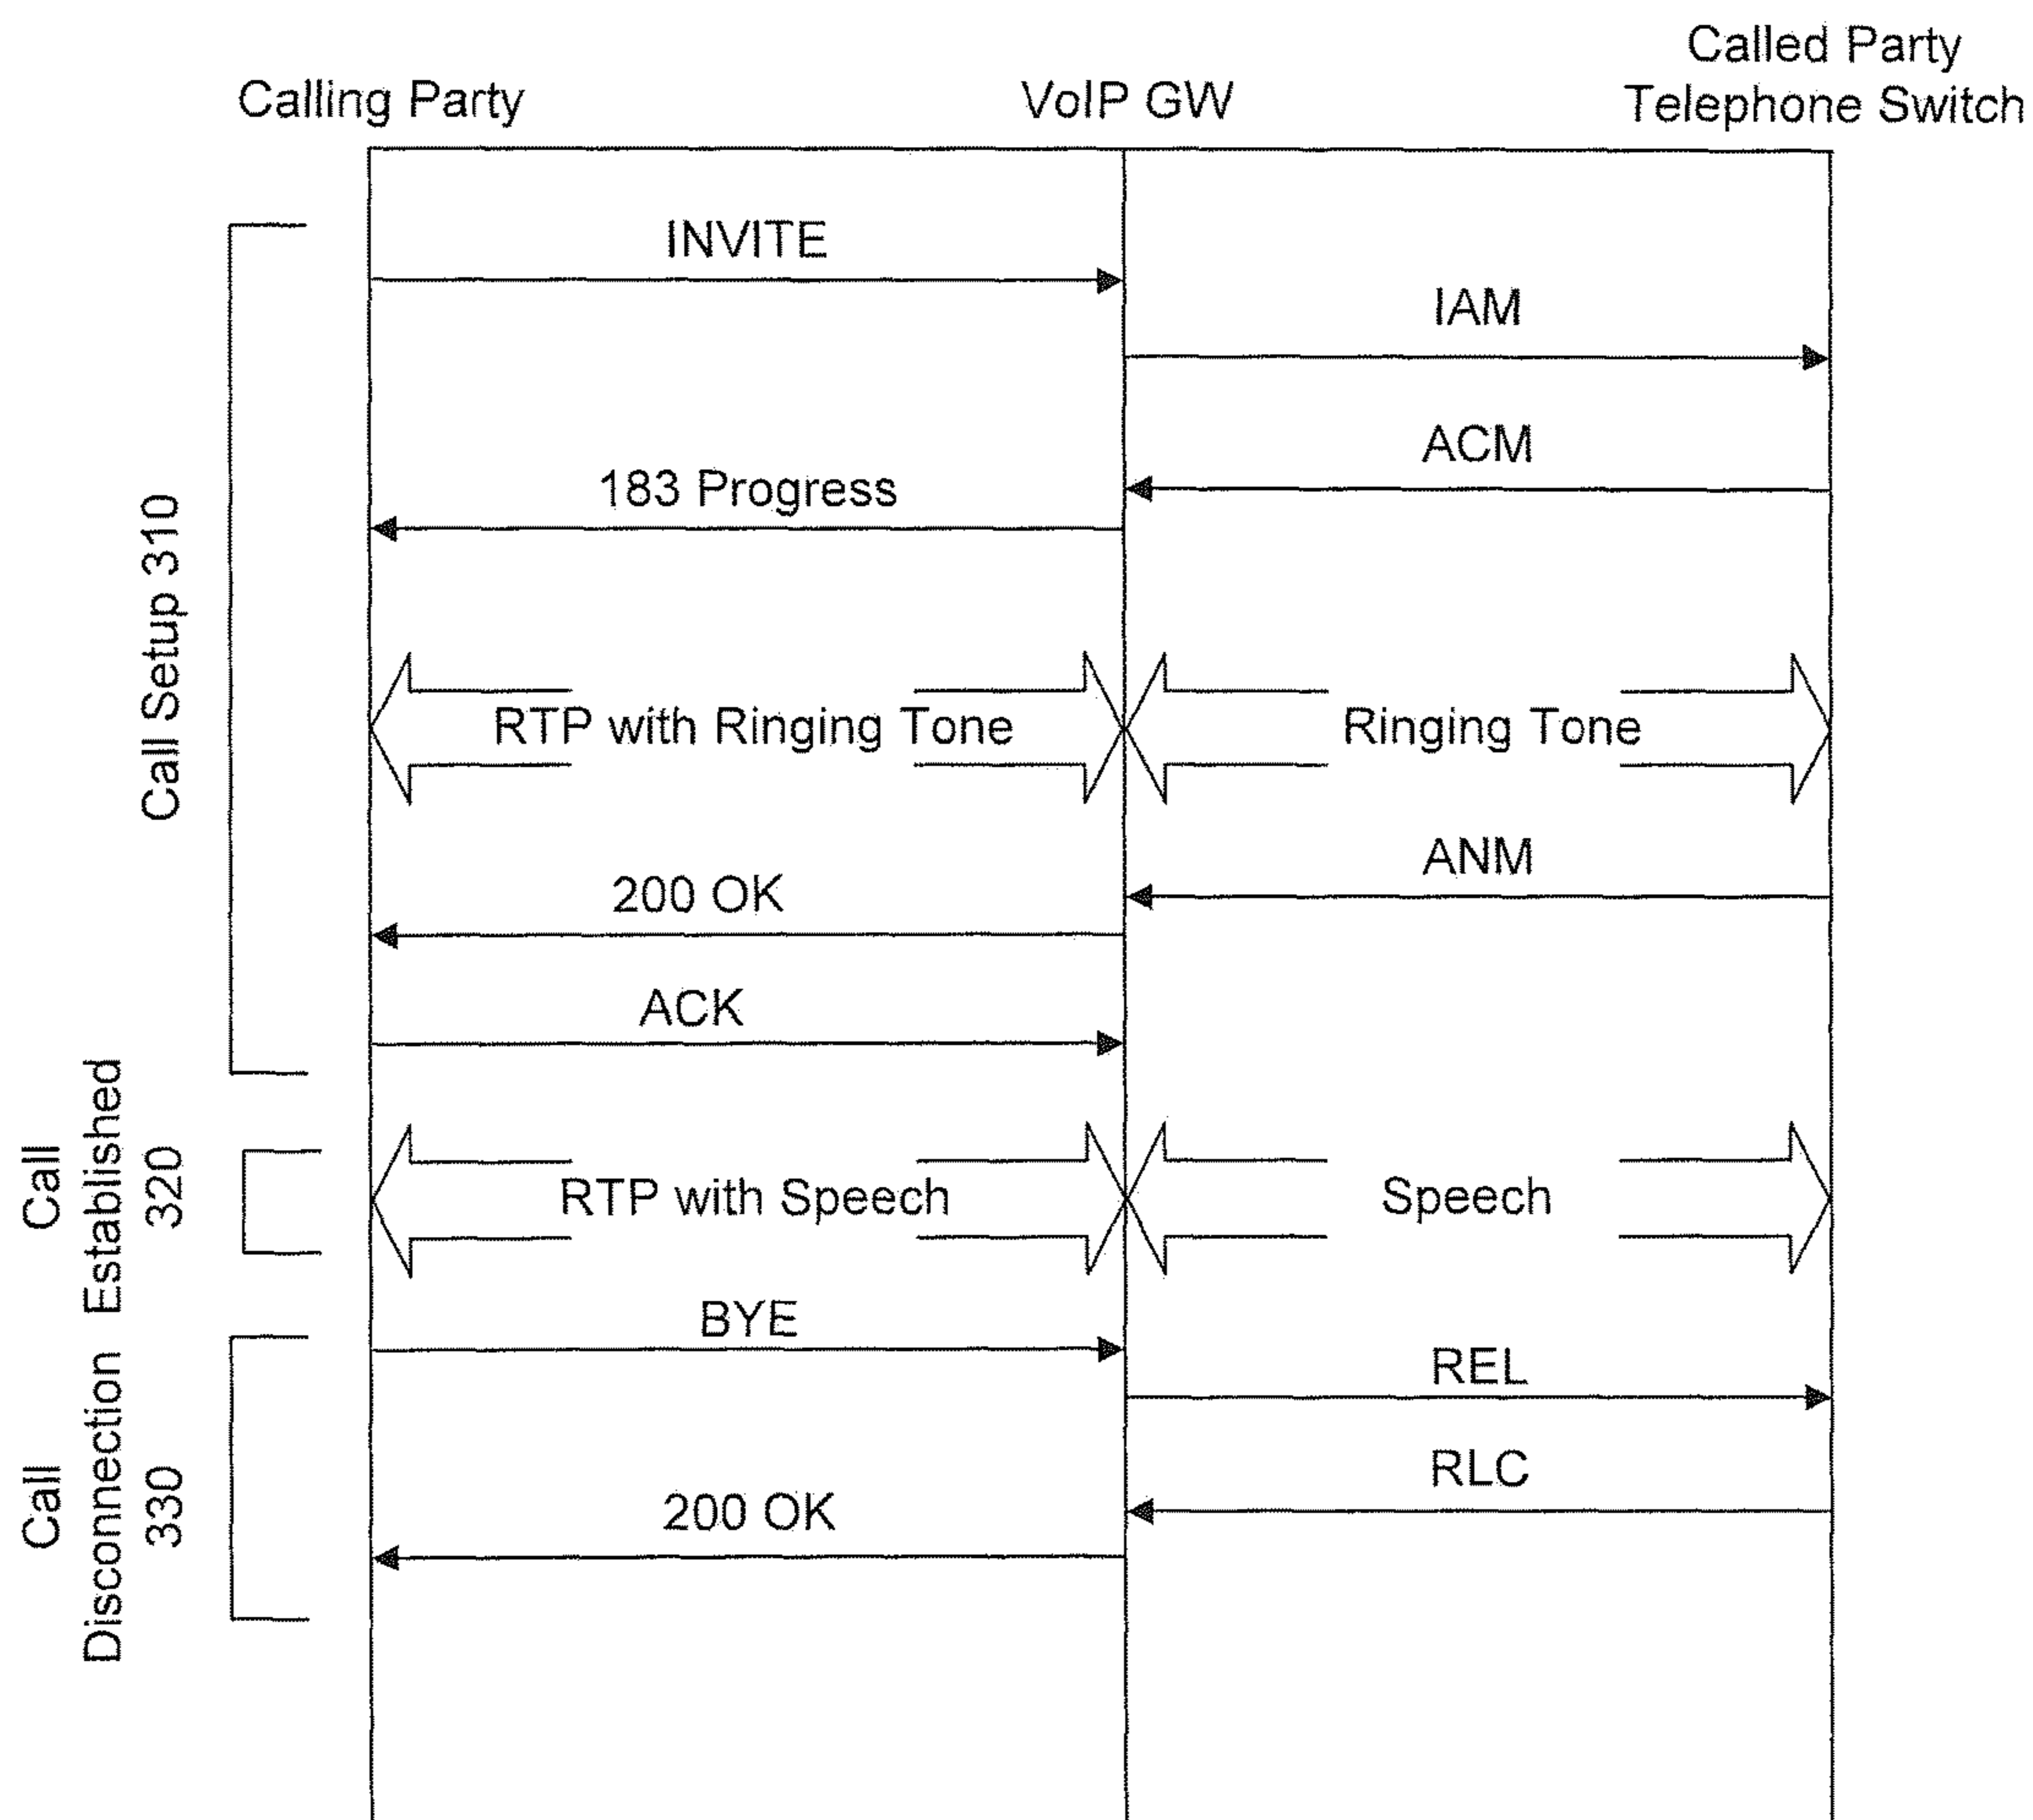 Calling Party
VoIP GW
Called Party
Telephone Switch
INVITE
IAM
ACM
183 Progress
Call Setup 310
RTP with Ringing Tone
Ringing Tone
ANM
200 OK
ACK
Call
Established
320
RTP with Speech
Speech
BYE
REL
RLC
200 OK
Call
Disconnection
330